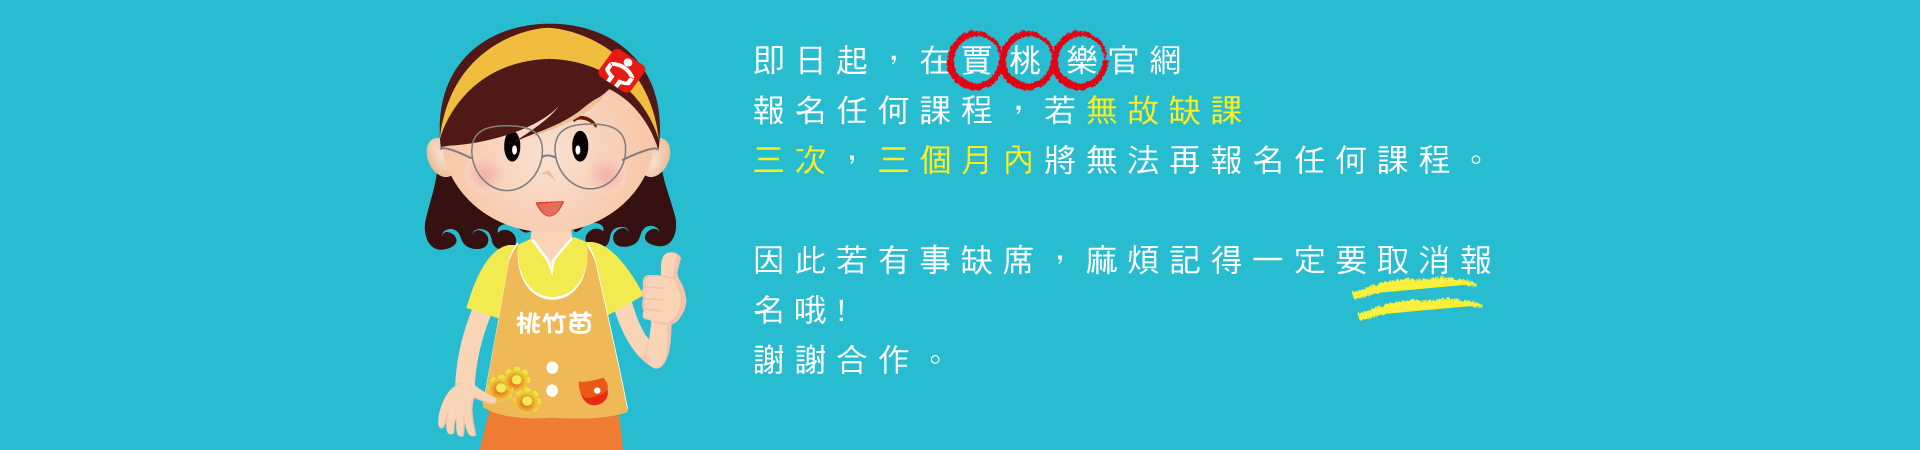 即日起，在賈桃樂官網
報名任何課程，若無故缺課
三次，三個月內將無法再報名任何課程。
因此若有事缺席，麻煩記得一定要取消報
名哦!
謝謝合作。
桃竹苗